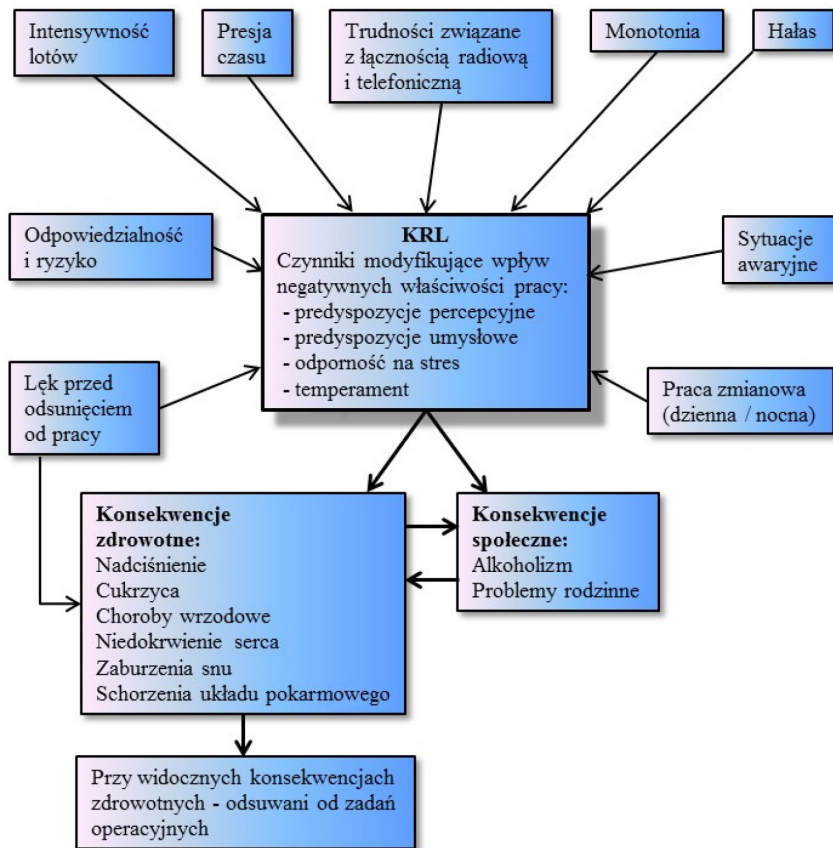 Intensywność
lotów
Presja
czasu
Trudności związane
z łącznością radiową
i telefoniczną
Monotonia
Hałas
Odpowiedzialność
i ryzyko
KRL
Czynniki modyfikujące wpływ
negatywnych właściwości pracy:
- predyspozycje percepcyjne
- predyspozycje umysłowe
- odporność na stres
- temperament
Sytuacje
awaryjne
Lęk przed
odsunięciem
od pracy
Praca zmianowa
(dzienna / nocna)
Konsekwencje
zdrowotne:
Nadciśnienie
Cukrzyca
Choroby wrzodowe
Niedokrwienie serca
Zaburzenia snu
Schorzenia układu pokarmowego
Konsekwencje
społeczne:
Alkoholizm
Problemy rodzinne
Przy widocznych konsekwencjach
zdrowotnych - odsuwani od zadań
operacyjnych